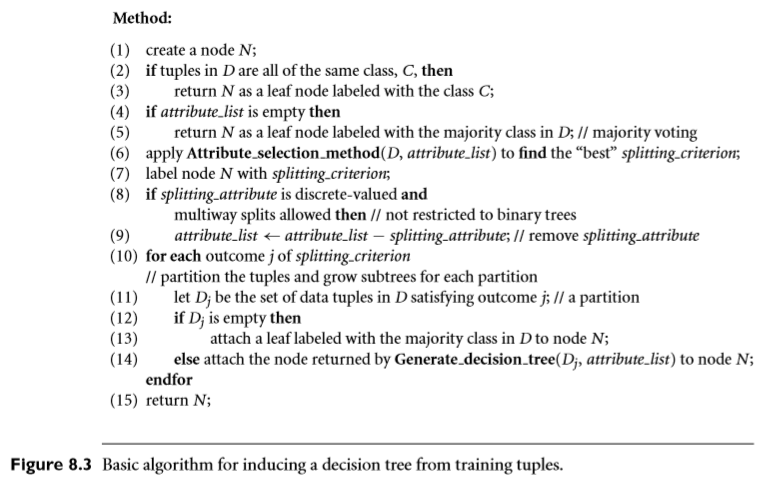 Method:
(1) create a node N;
(2) if tuples in D are all of the same class, C, then
(3) return N as a leaf node labeled with the class C;
(4) if attribute_list is empty then
(5) return N as a leaf node labeled with the majority class in D; // majority voting
(6) apply Attribute_selection_method(D, attribute_list) to find the “best” splitting_criterion;
(7) label node N with splitting_criterion;
(8) if splitting_attribute is discrete-valued and
multiway splits allowed then // not restricted to binary trees
(9) attribute_list ← attribute_list − splitting_attribute; // remove splitting_attribute
(10) for each outcome j of splitting_criterion
// partition the tuples and grow subtrees for each partition
(11) let Dj be the set of data tuples in D satisfying outcome j; // a partition
(12) if Dj is empty then
(13) attach a leaf labeled with the majority class in D to node N;
(14) else attach the node returned by Generate_decision_tree(Dj, attribute_list) to node N;
endfor
(15) return N;
Figure 8.3 Basic algorithm for inducing a decision tree from training tuples.